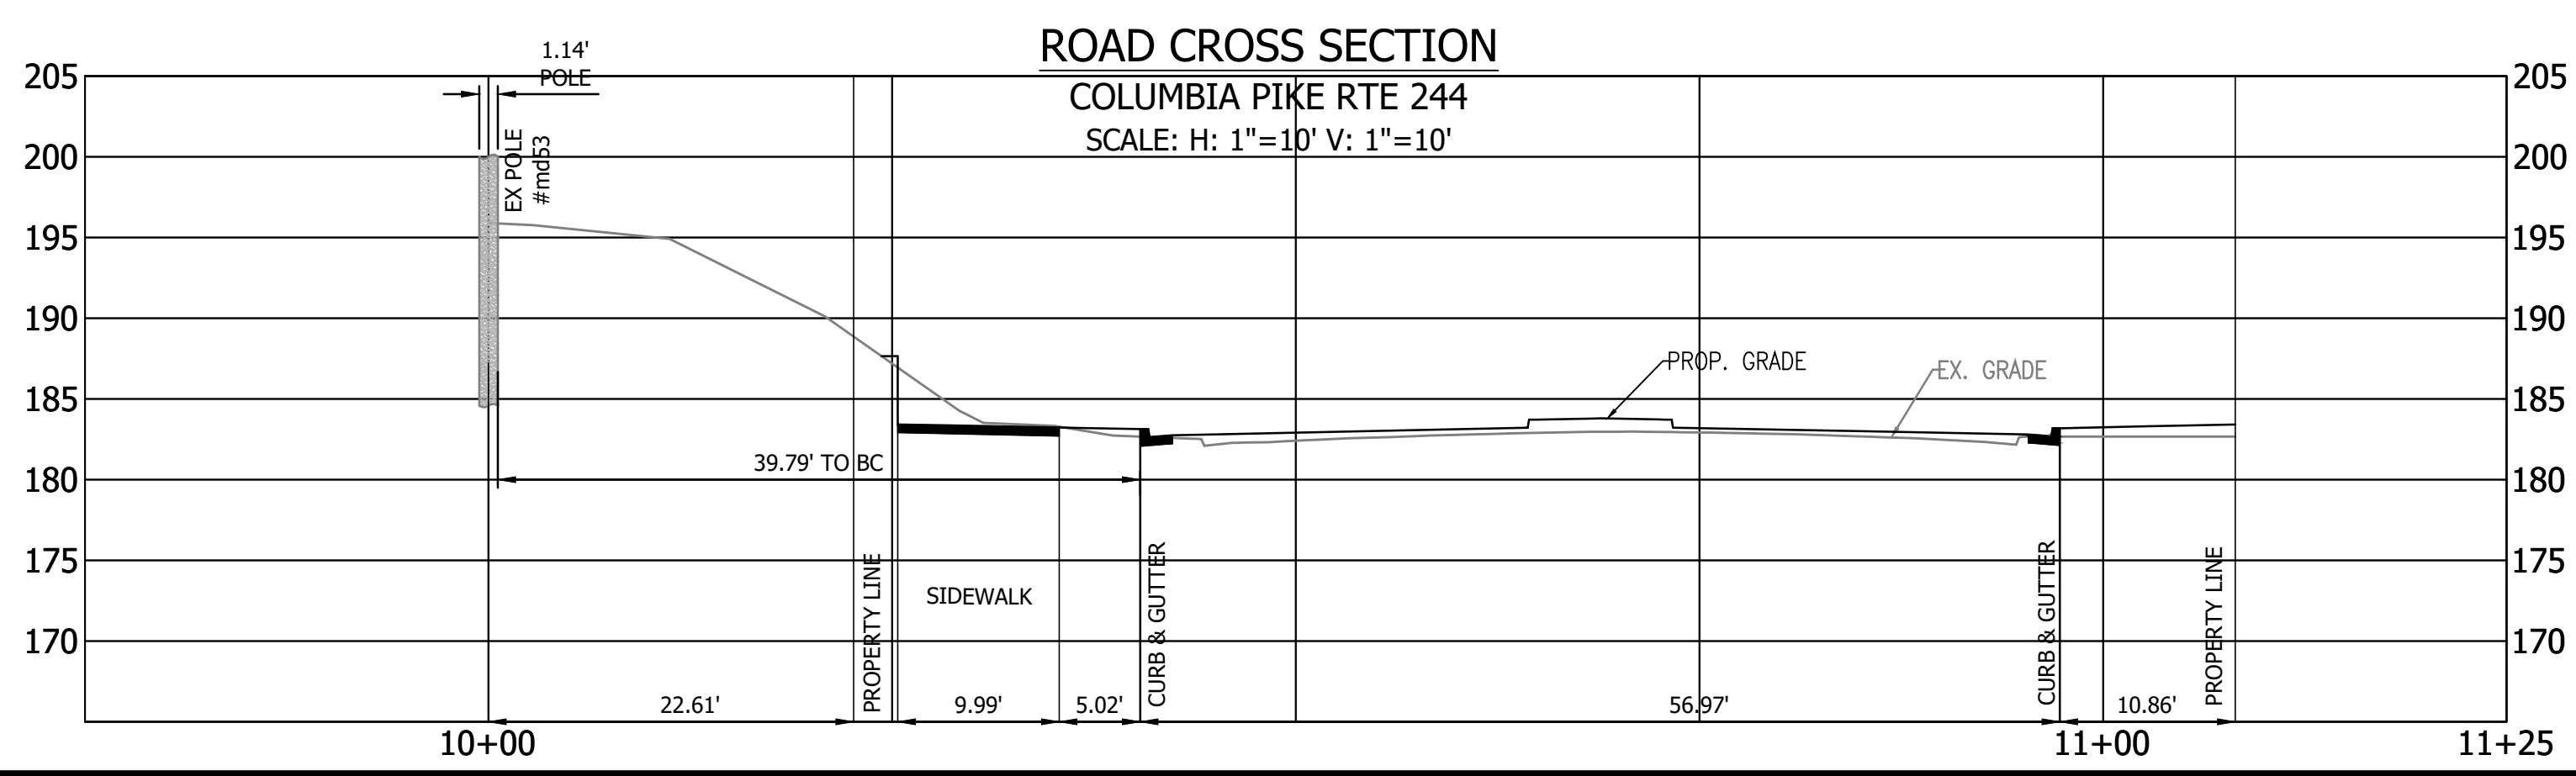 ROAD CROSS SECTION
COLUMBIA PIKE RTE 244
SCALE: H: 1"=10' V: 1"=10'
1.14'
POLE
205
205
200
200
195
195
190
190
185
185
180
180
175
175
170
170
EX POLE
#md53
PROP. GRADE
EX. GRADE
39.79' TO BC
PROPERTY LINE
SIDEWALK
CURB & GUTTER
CURB & GUTTER
PROPERTY LINE
22.61'
9.99'
5.02'
56.97'
10.86'
10+00
11+00
11+25